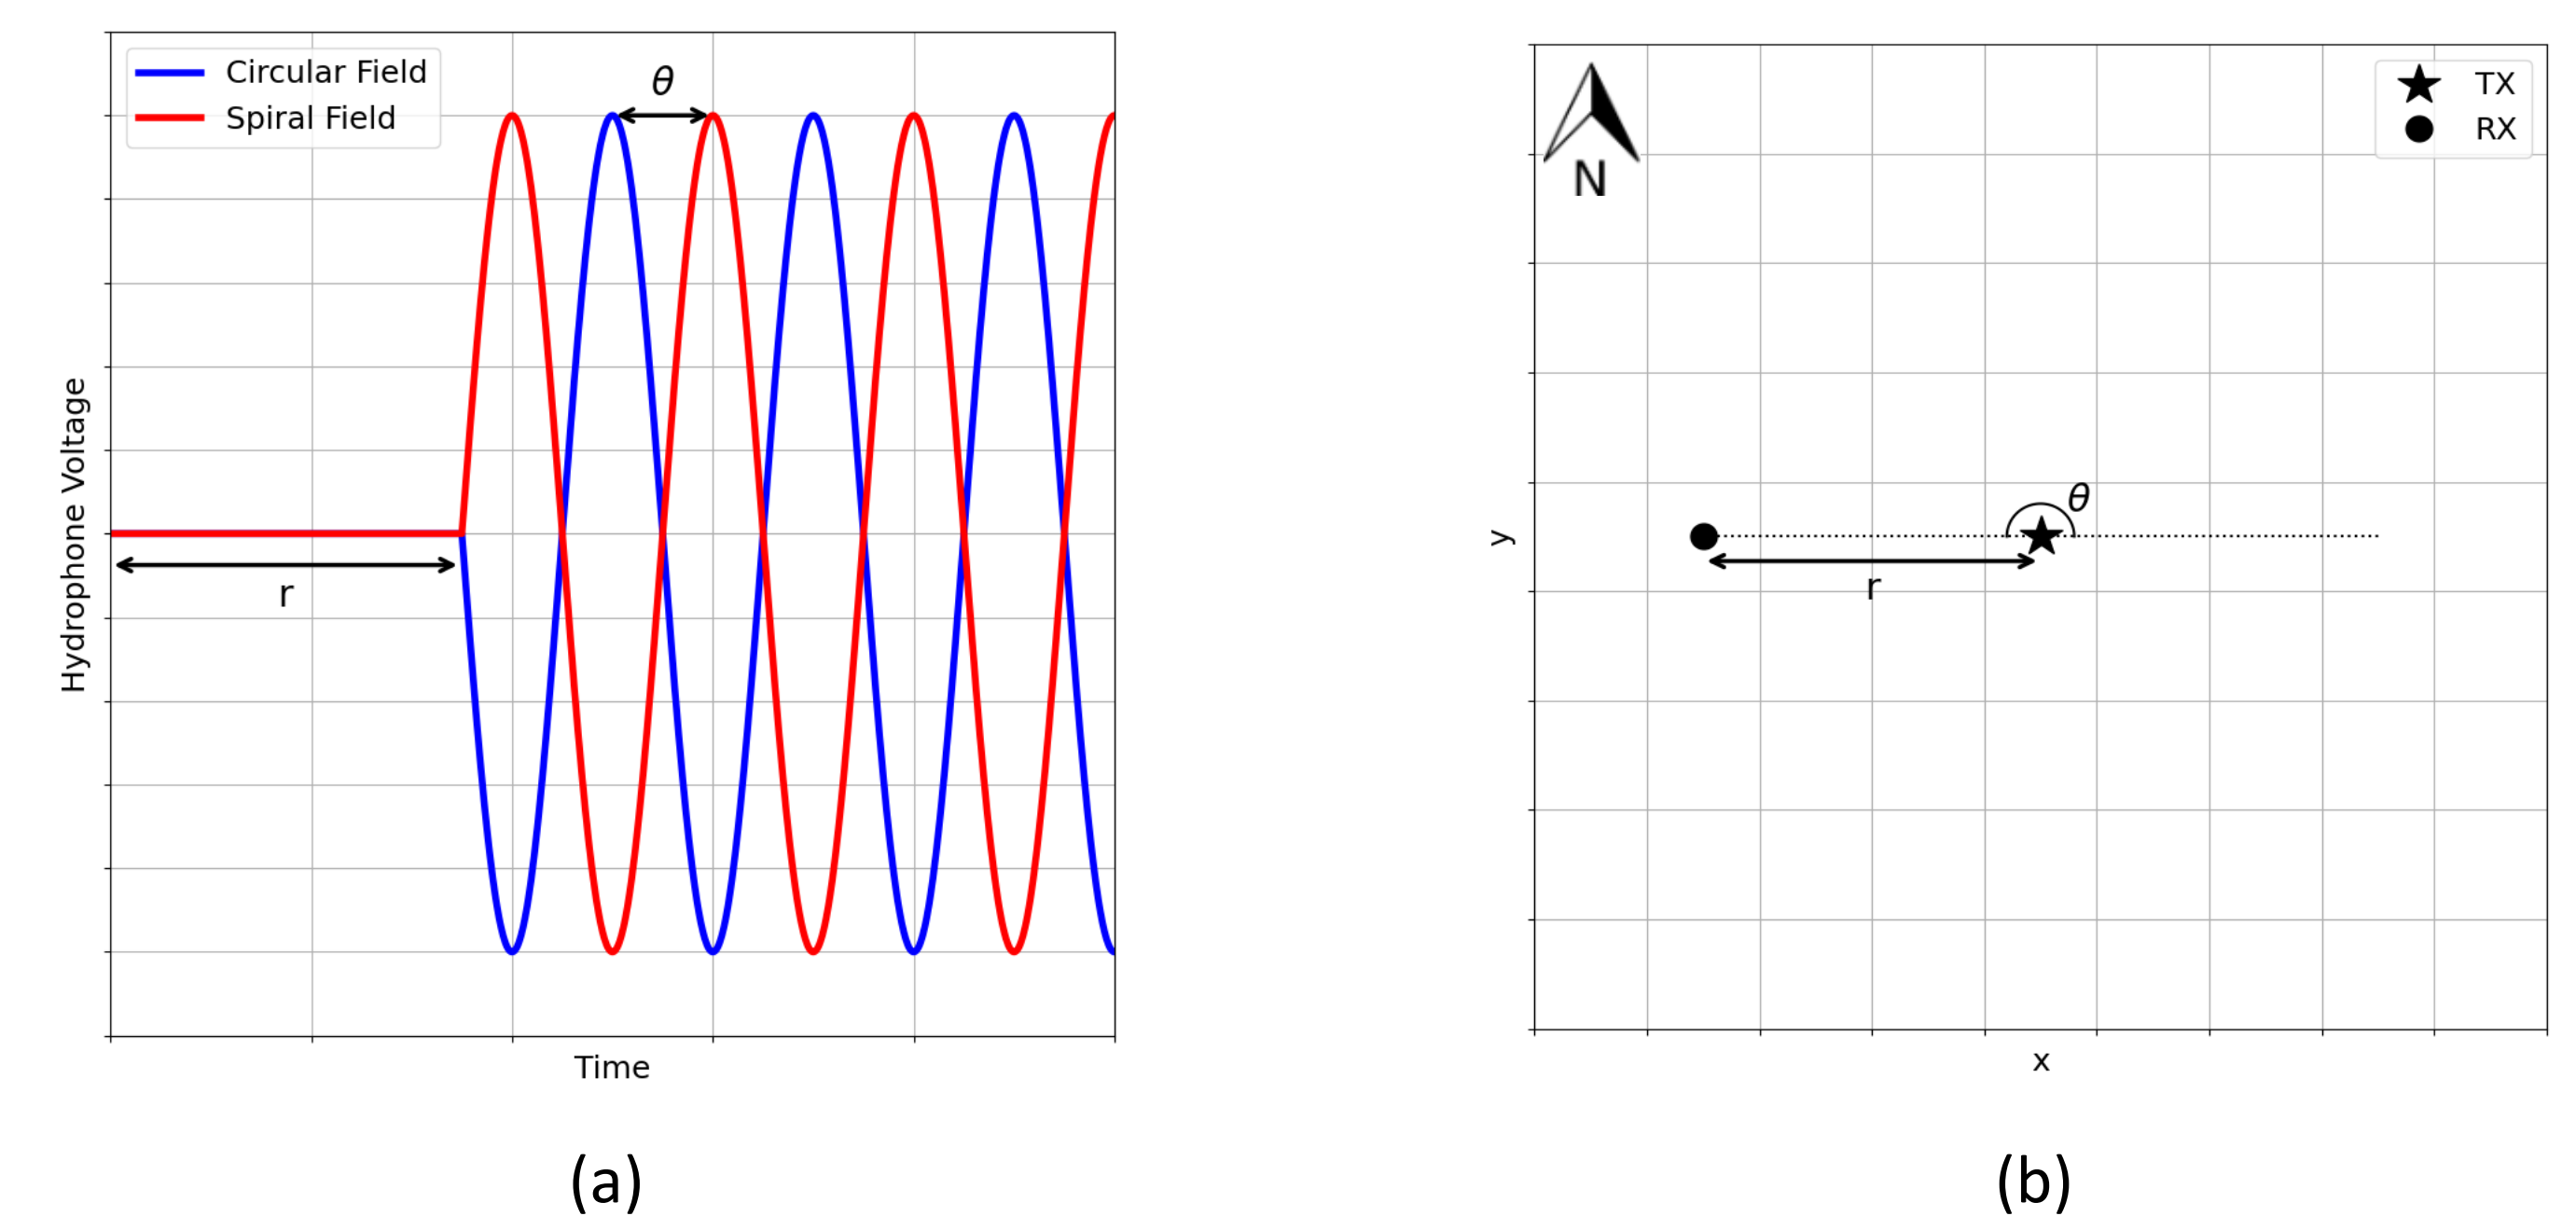 Circular Field
Spiral Field
θ
r
Hydrophone Voltage
Time
(a)
N
TX
RX
θ
r
y
x
(b)